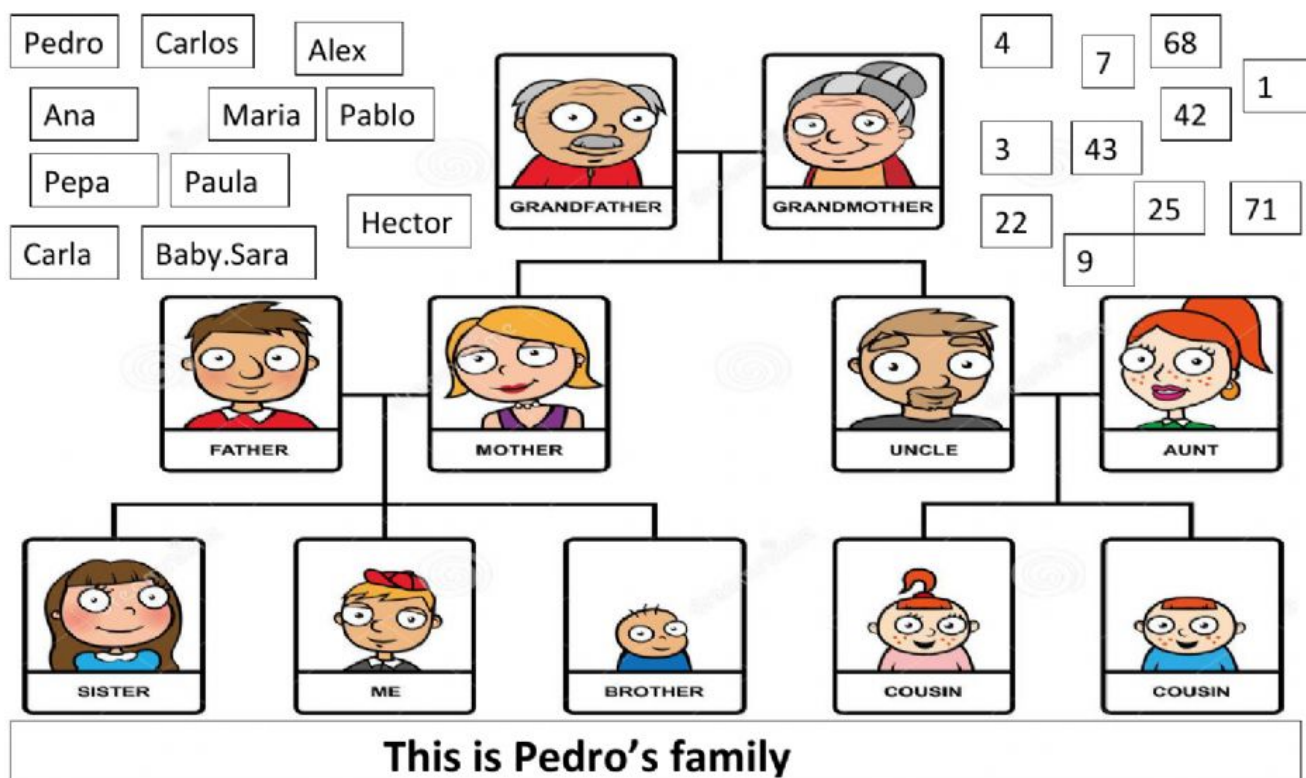 Pedro
Carlos
Alex
Ana
Maria
Pablo
Pepa
Paula
Hector
Carla
Baby.Sara
4
7
68
1
42
3
43
25
71
22
9
GRANDFATHER
GRANDMOTHER
FATHER
MOTHER
UNCLE
AUNT
SISTER
ME
BROTHER
COUSIN
COUSIN
This is Pedro’s family